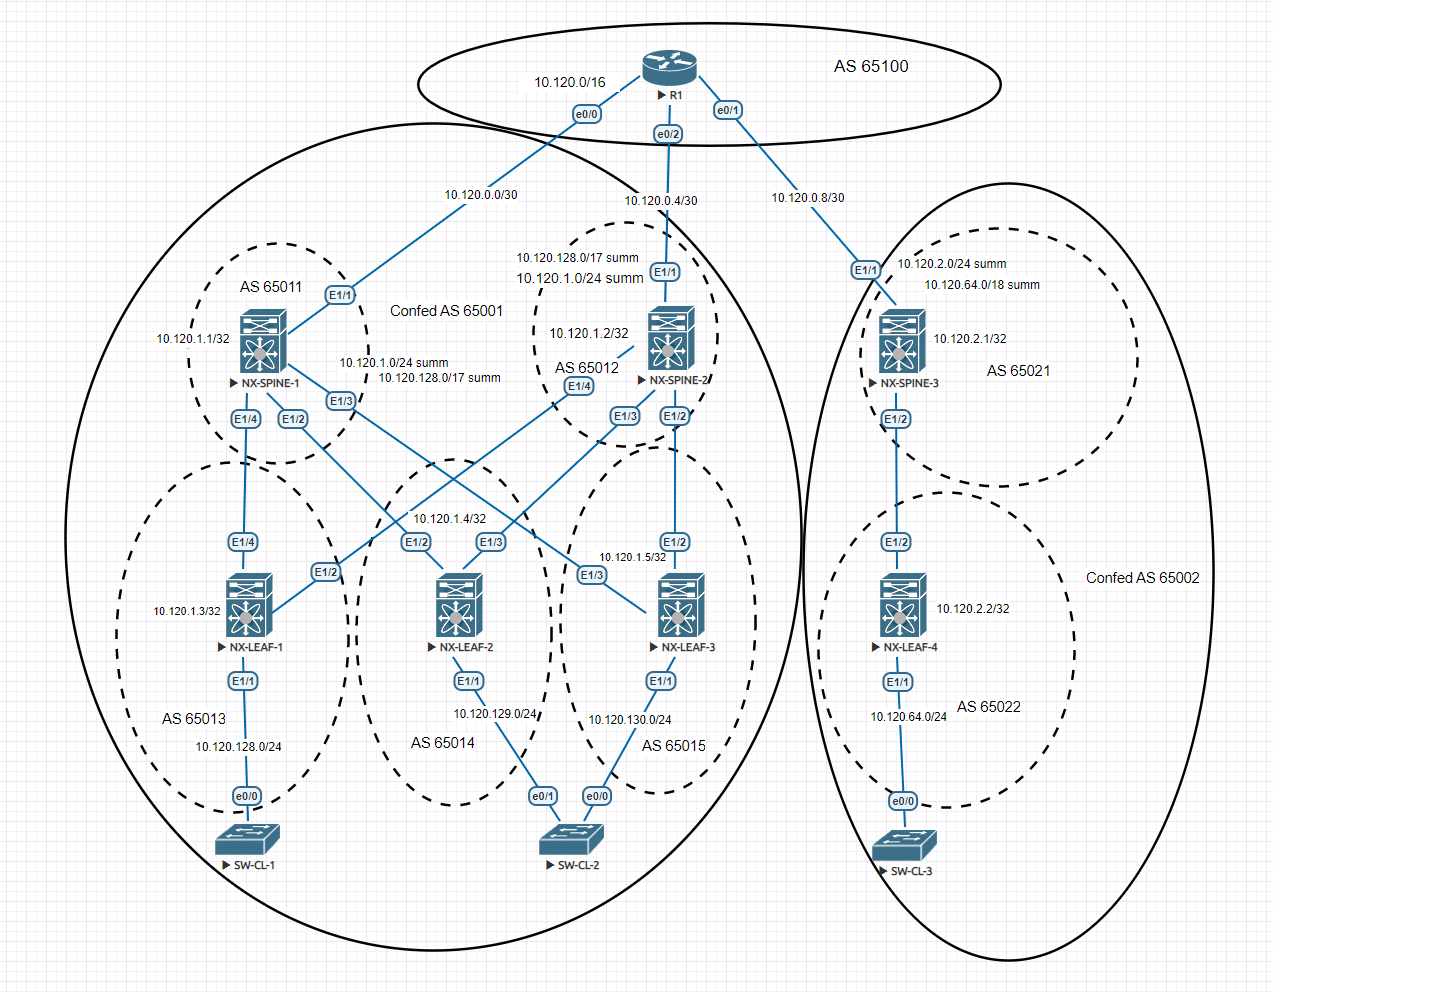 AS 65100
10.120.0/16
R1
e0/0
e0/1
e0/2
10.120.0.0/30
10.120.0.4/30
10.120.0.8/30
10.120.128.0/17 summ
10.120.1.0/24 summ
E1/1
E1/1
10.120.2.0/24 summ
10.120.64.0/18 summ
AS 65011
E1/1
Confed AS 65001
10.120.1.1/32
10.120.1.2/32
10.120.2.1/32
10.120.1.0/24 summ
10.120.128.0/17 summ
AS 65012
AS 65021
NX-SPINE-1
NX-SPINE-2
NX-SPINE-3
E1/4
E1/3
E1/4
E1/2
E1/3
E1/2
E1/2
10.120.1.4/32
E1/4
E1/2
E1/3
E1/2
E1/2
10.120.1.5/32
E1/2
E1/3
Confed AS 65002
10.120.1.3/32
10.120.2.2/32
NX-LEAF-1
NX-LEAF-2
NX-LEAF-3
NX-LEAF-4
E1/1
E1/1
E1/1
E1/1
AS 65013
10.120.129.0/24
10.120.130.0/24
10.120.64.0/24
AS 65022
10.120.128.0/24
AS 65014
AS 65015
e0/0
e0/1
e0/0
e0/0
SW-CL-1
SW-CL-2
SW-CL-3